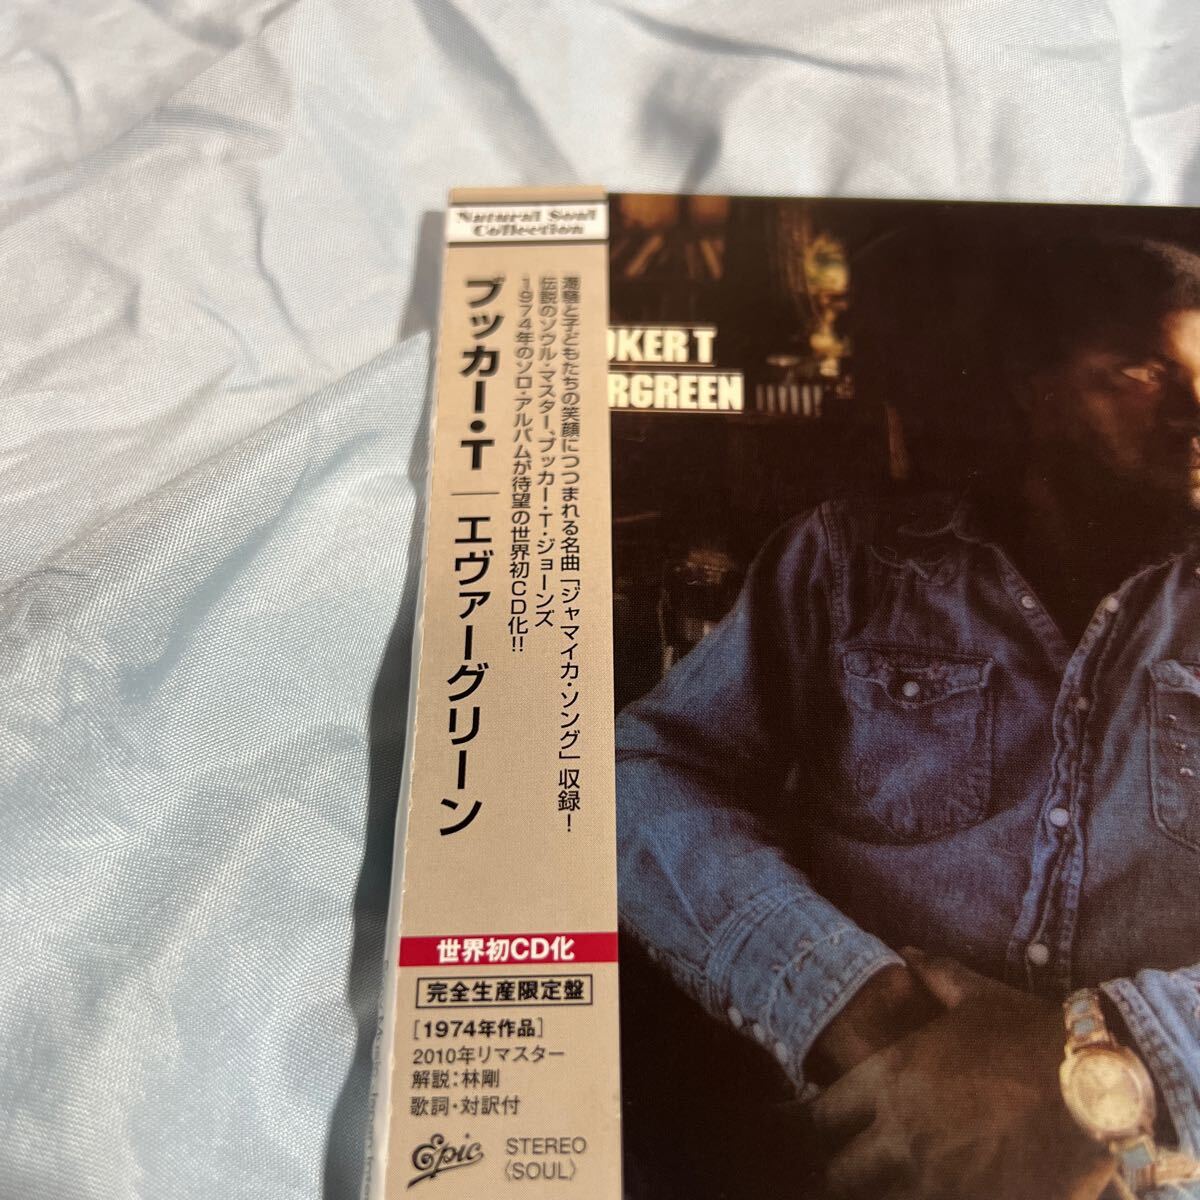 Natural Soul
Collection
ブッカー・T｜エヴァーグリーン
潮騒と子どもたちの笑顔につつまれる名曲「ジャマイカ・ソング」収録！
伝説のソウル・マスター、ブッカー・T・ジョーンズ
1974年のソロ・アルバムが待望の世界初CD化!!
世界初CD化
完全生産限定盤
[1974年作品]
2010年リマスター
解説：林剛
歌詞・対訳付
Epic
STEREO
〈SOUL〉
OKER T
RGREEN